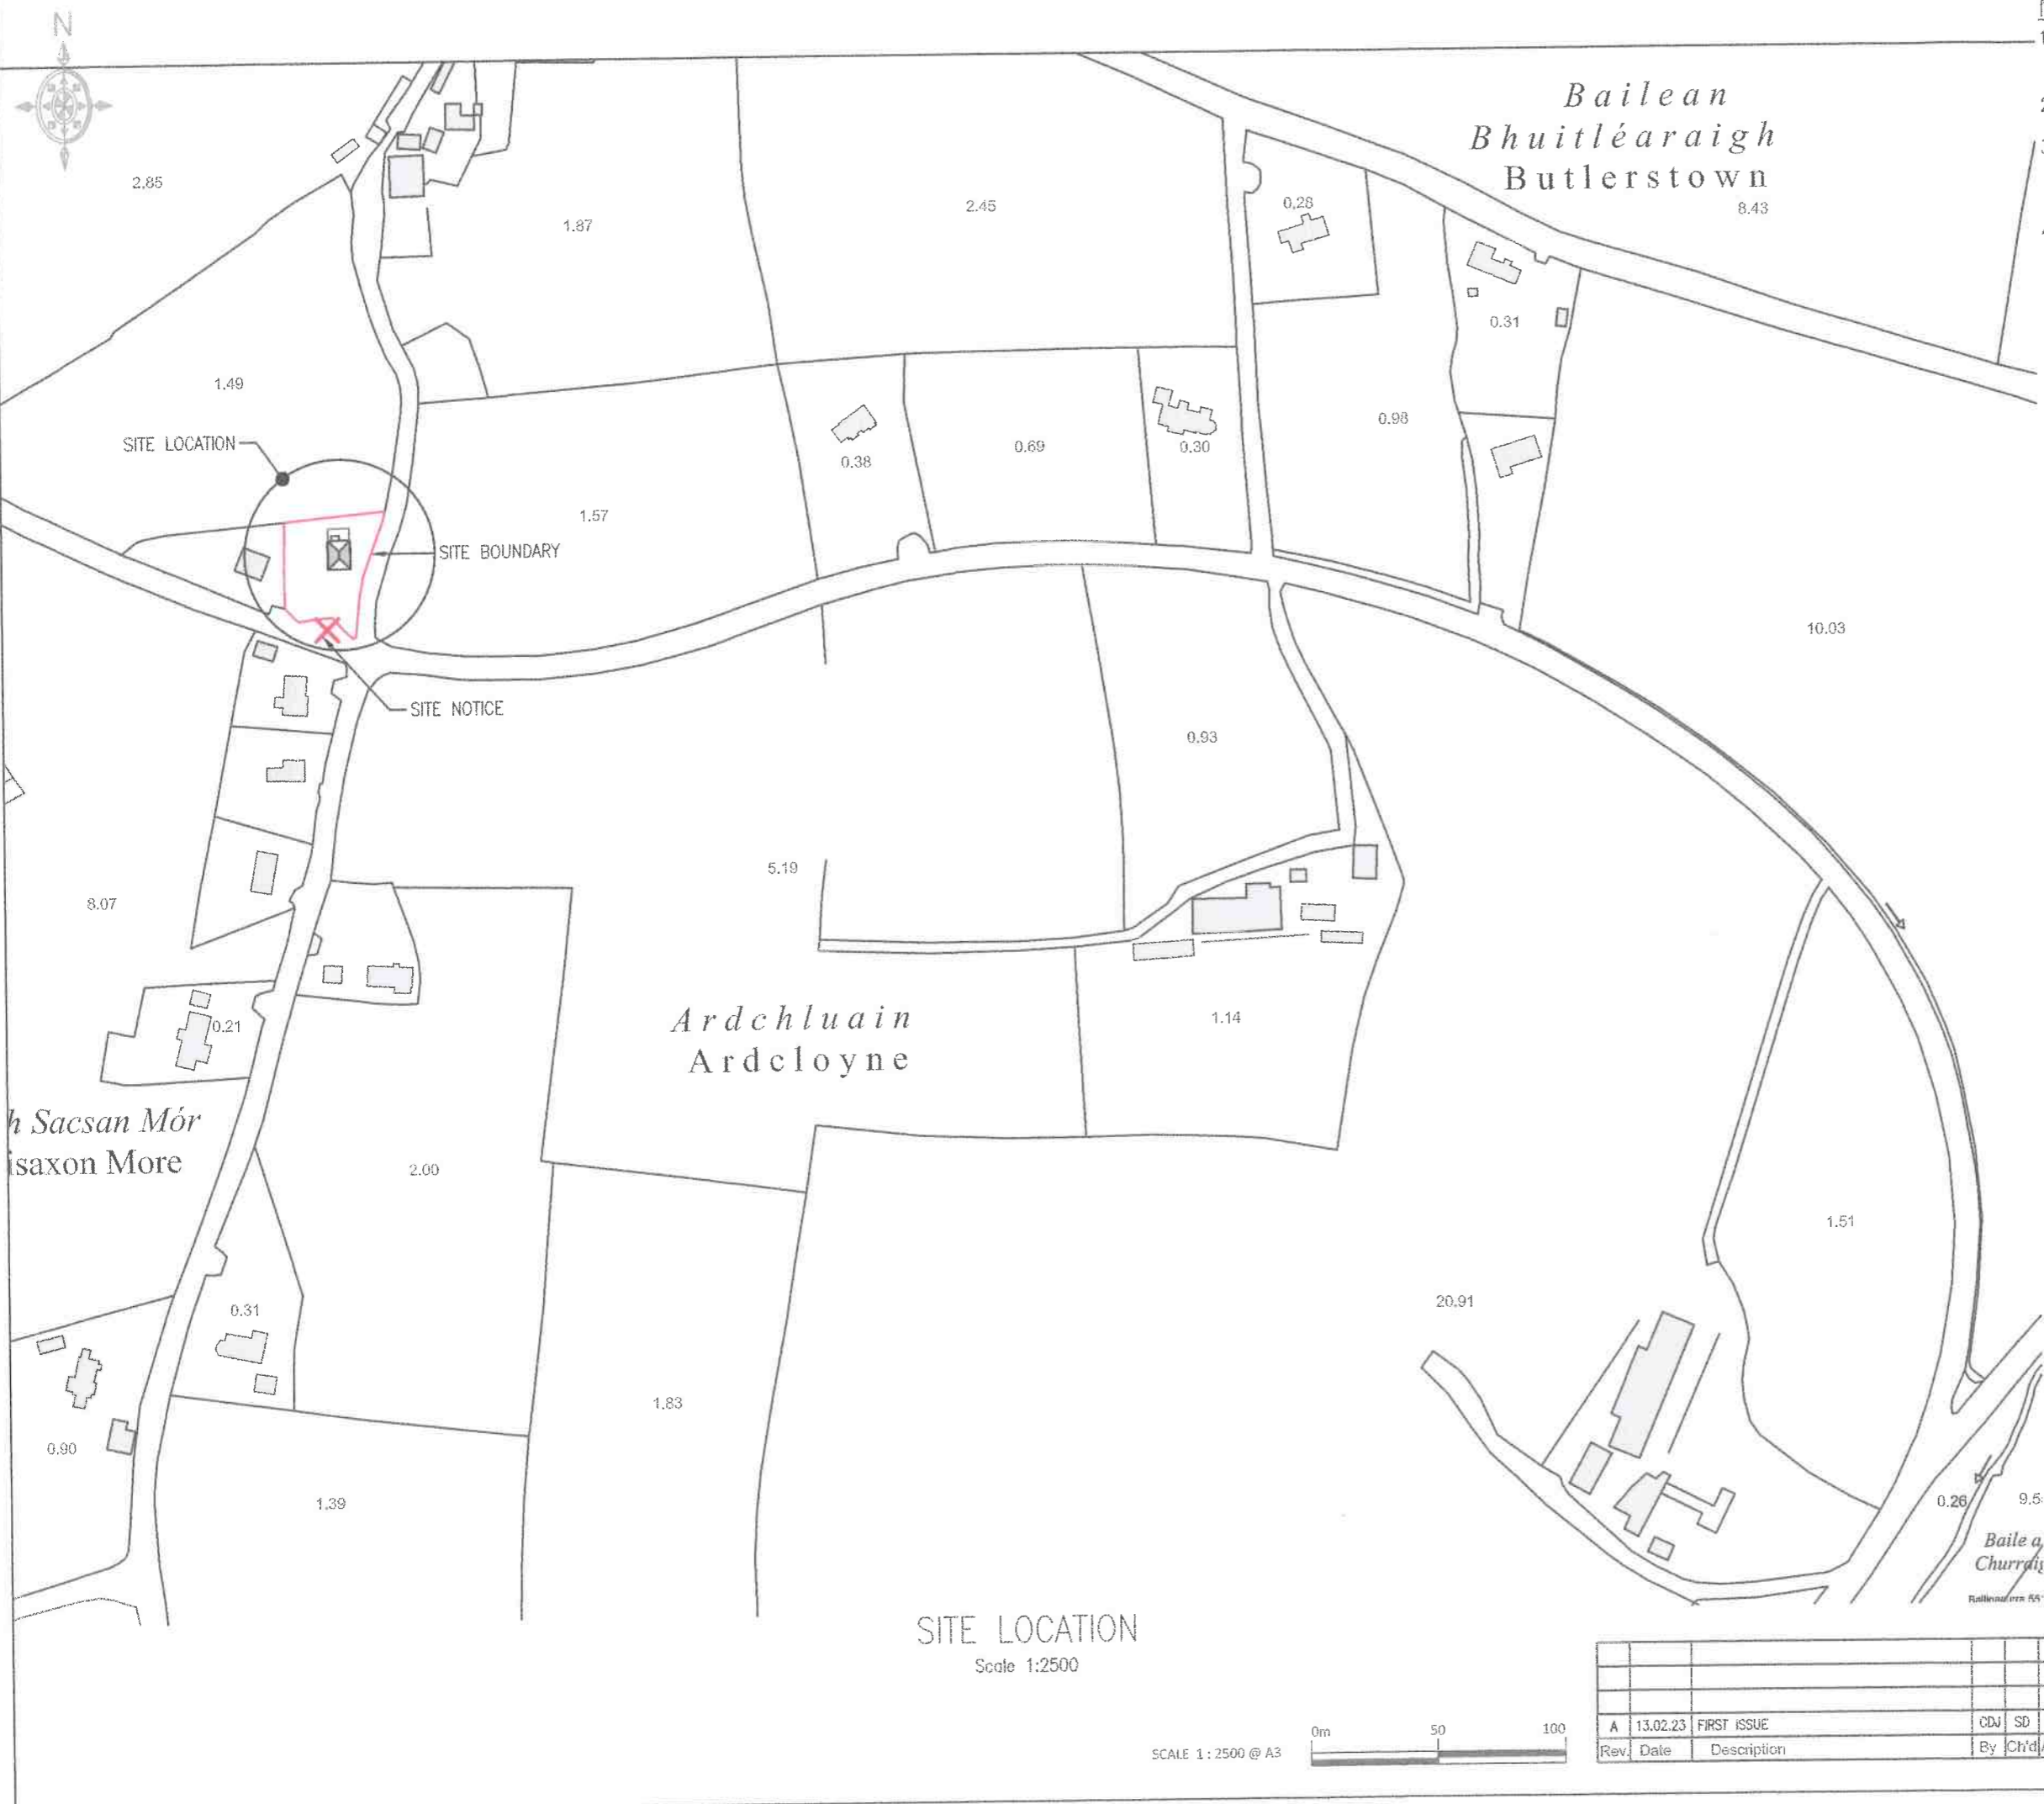 N
Bailean
Bhuitléaraigh
Butlerstown
8.43
2.85
1.87
2.45
0.28
0.31
1.49
SITE LOCATION
0.38
0.69
0.30
0.98
1.57
SITE BOUNDARY
10.03
SITE NOTICE
0.93
5.19
8.07
Ardchluain
Ardcloyne
1.14
0.21
h Sacsan Mór
isaxon More
2.00
1.51
20.91
0.31
1.83
0.90
1.39
0.26
9.5
Baile a
Churraig
SITE LOCATION
Scale 1:2500
SCALE 1:2500 @ A3
0m 50 100
A 13.02.23 FIRST ISSUE CDJ SD
Rev. Date Description By Ch'd